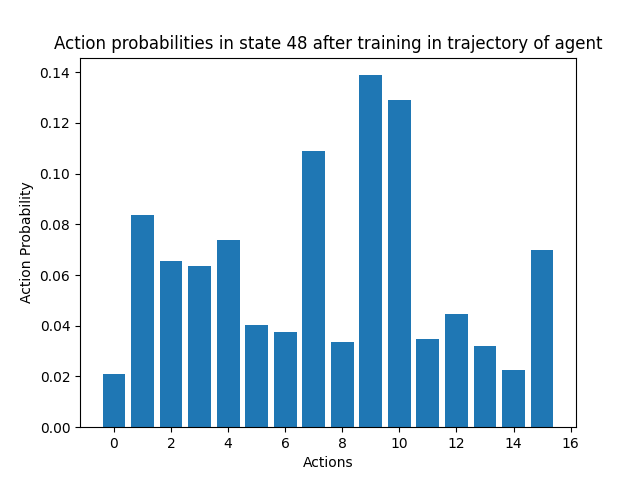 Action probabilities in state 48 after training in trajectory of agent
0.14
0.12
0.10
0.08
0.06
0.04
0.02
0.00
Action Probability
0 2 4 6 8 10 12 14 16
Actions